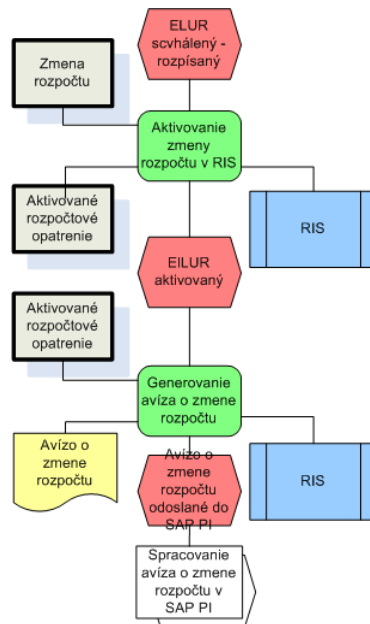 ELUR
scvhálený -
rozpísaný
Zmena
rozpočtu
Aktivovanie
zmeny
rozpočtu v RIS
Aktivované
rozpočtové
opatrenie
RIS
EILUR
aktivovaný
Aktivované
rozpočtové
opatrenie
Generovanie
avíza o zmene
rozpočtu
Avízo o
zmene
rozpočtu
Avízo o
zmene
rozpočtu
odoslané do
SAP PI
RIS
Spracovanie
avíza o zmene
rozpočtu v
SAP PI